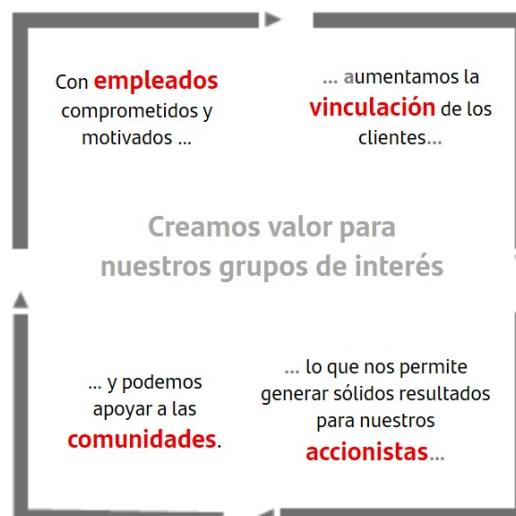 Con empleados
comprometidos y
motivados ...
... aumentamos la
vinculación de los
clientes...
Creamos valor para
nuestros grupos de interés
... lo que nos permite
generar sólidos resultados
para nuestros
accionistas...
... y podemos
apoyar a las
comunidades.